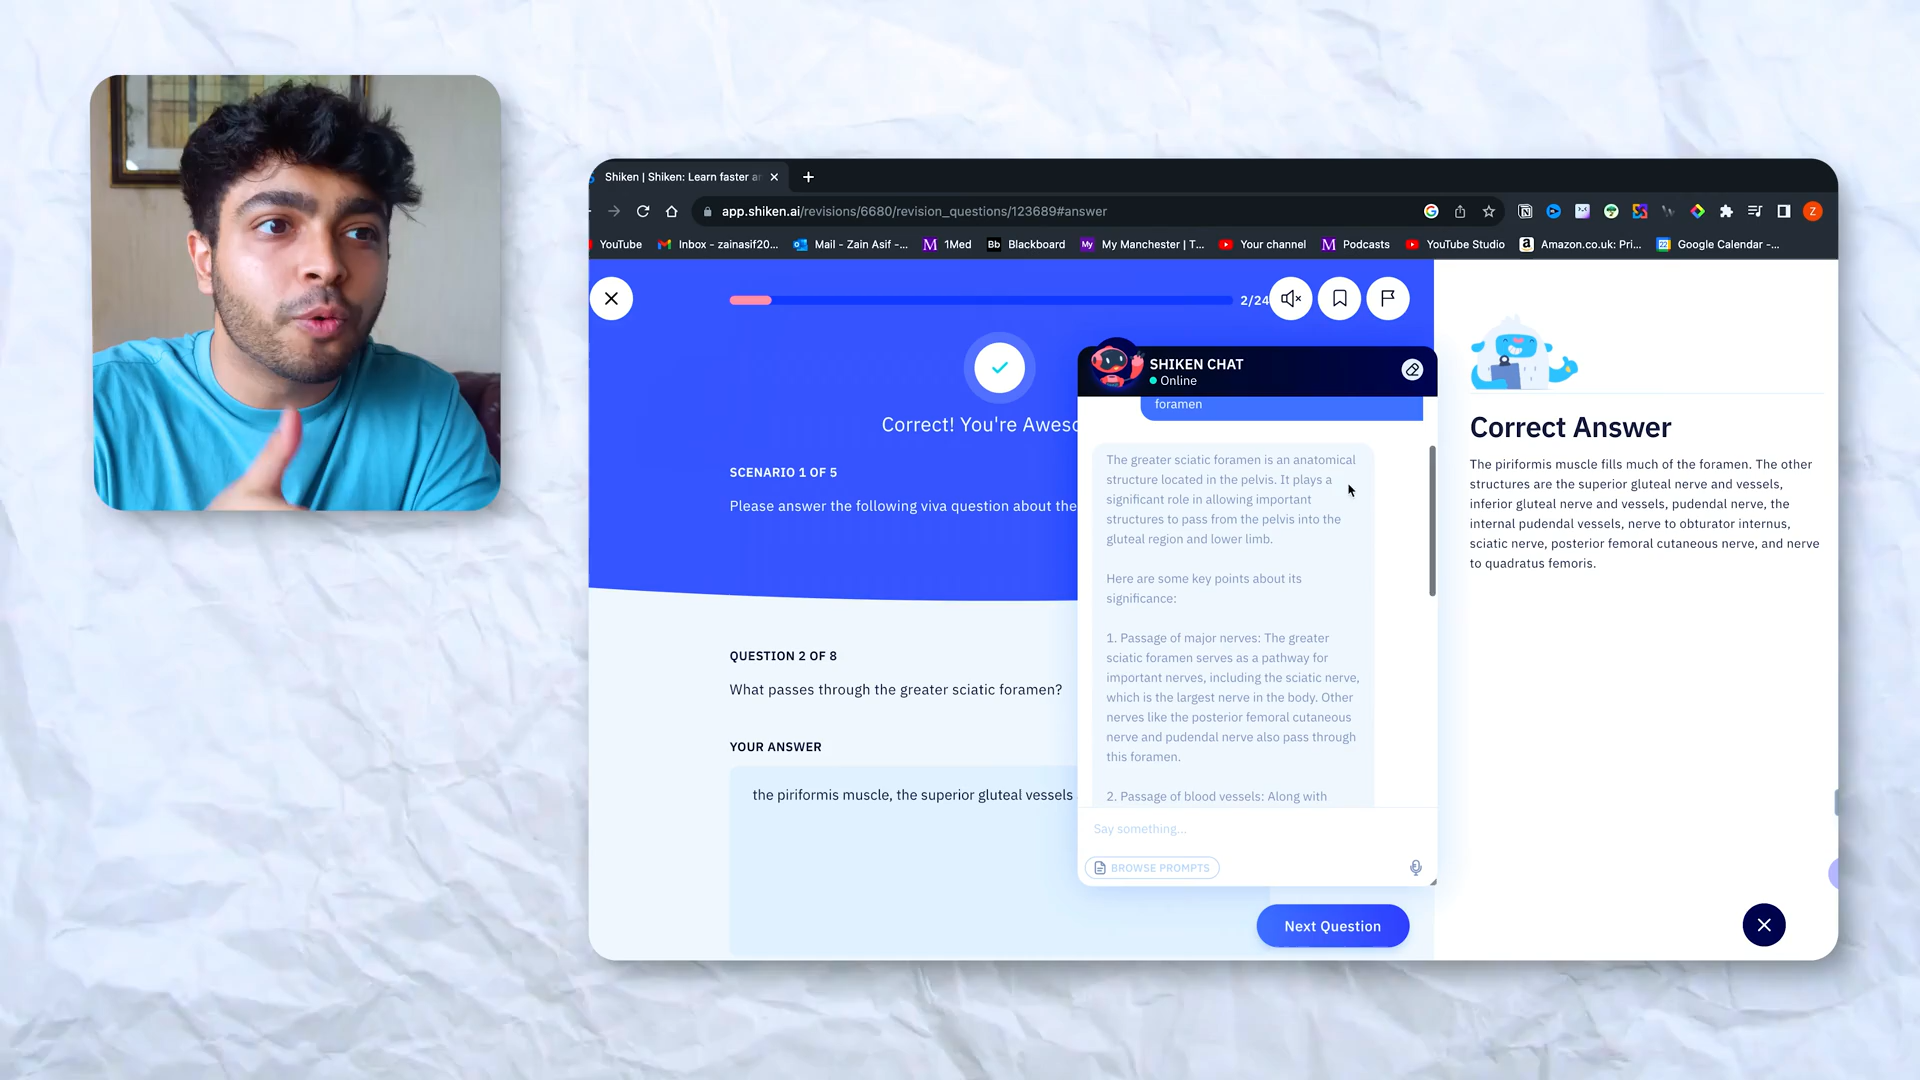 Shiken | Shiken: Learn faster an
app.shiken.ai/revisions/6680/revision_questions/123689#answer
Z
YouTube
Inbox - zainasif20...
Mail - Zain Asif -...
M 1Med
Bb Blackboard
My My Manchester | T...
Your channel
M Podcasts
YouTube Studio
a Amazon.co.uk: Pri...
Google Calendar -...
2/24
Correct! You're Aweso
SCENARIO 1 OF 5
Please answer the following viva question about the
QUESTION 2 OF 8
What passes through the greater sciatic foramen?
YOUR ANSWER
the piriformis muscle, the superior gluteal vessels
SHIKEN CHAT
Online
foramen
The greater sciatic foramen is an anatomical
structure located in the pelvis. It plays a
significant role in allowing important
structures to pass from the pelvis into the
gluteal region and lower limb.
Here are some key points about its
significance:
1. Passage of major nerves: The greater
sciatic foramen serves as a pathway for
important nerves, including the sciatic nerve,
which is the largest nerve in the body. Other
nerves like the posterior femoral cutaneous
nerve and pudendal nerve also pass through
this foramen.
2. Passage of blood vessels: Along with
Say something...
BROWSE PROMPTS
Next Question
Correct Answer
The piriformis muscle fills much of the foramen. The other
structures are the superior gluteal nerve and vessels,
inferior gluteal nerve and vessels, pudendal nerve, the
internal pudendal vessels, nerve to obturator internus,
sciatic nerve, posterior femoral cutaneous nerve, and nerve
to quadratus femoris.